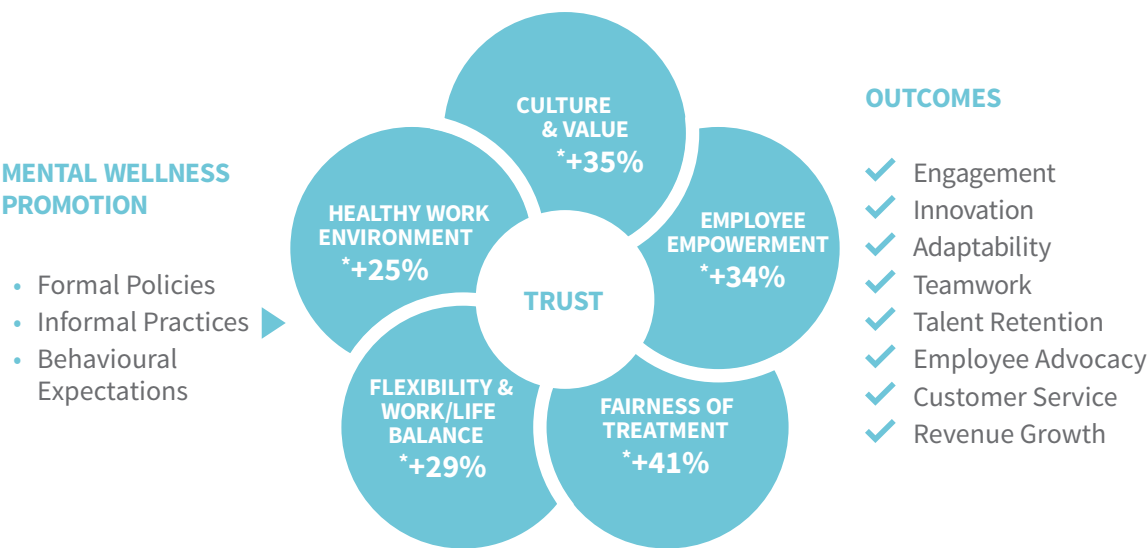 MENTAL WELLNESS
PROMOTION
• Formal Policies
• Informal Practices
• Behavioural
Expectations
CULTURE
& VALUE
*+35%
HEALTHY WORK
ENVIRONMENT
*+25%
EMPLOYEE
EMPOWERMENT
*+34%
TRUST
FLEXIBILITY &
WORK/LIFE
BALANCE
*+29%
FAIRNESS OF
TREATMENT
*+41%
OUTCOMES
Engagement
Innovation
Adaptability
Teamwork
Talent Retention
Employee Advocacy
Customer Service
Revenue Growth